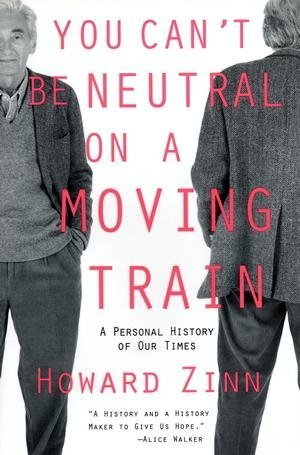 YOU CAN'T
BE NEUTRAL
ON A
MOVING
TRAIN
A PERSONAL HISTORY
OF OUR TIMES
HOWARD ZINN
"A HISTORY AND A HISTORY
MAKER TO GIVE US HOPE."
—ALICE WALKER